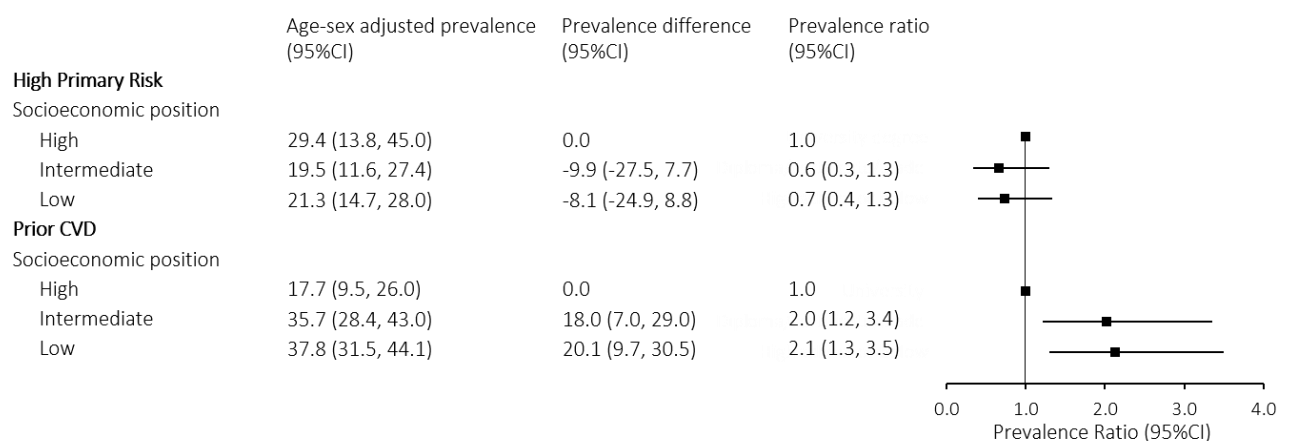 Age-sex adjusted prevalence (95%CI) Prevalence difference (95%CI) Prevalence ratio (95%CI)
High Primary Risk
Socioeconomic position
High 29.4 (13.8, 45.0) 0.0 1.0
Intermediate 19.5 (11.6, 27.4) -9.9 (-27.5, 7.7) 0.6 (0.3, 1.3)
Low 21.3 (14.7, 28.0) -8.1 (-24.9, 8.8) 0.7 (0.4, 1.3)
Prior CVD
Socioeconomic position
High 17.7 (9.5, 26.0) 0.0 1.0
Intermediate 35.7 (28.4, 43.0) 18.0 (7.0, 29.0) 2.0 (1.2, 3.4)
Low 37.8 (31.5, 44.1) 20.1 (9.7, 30.5) 2.1 (1.3, 3.5)
0.0 1.0 2.0 3.0 4.0
Prevalence Ratio (95%CI)